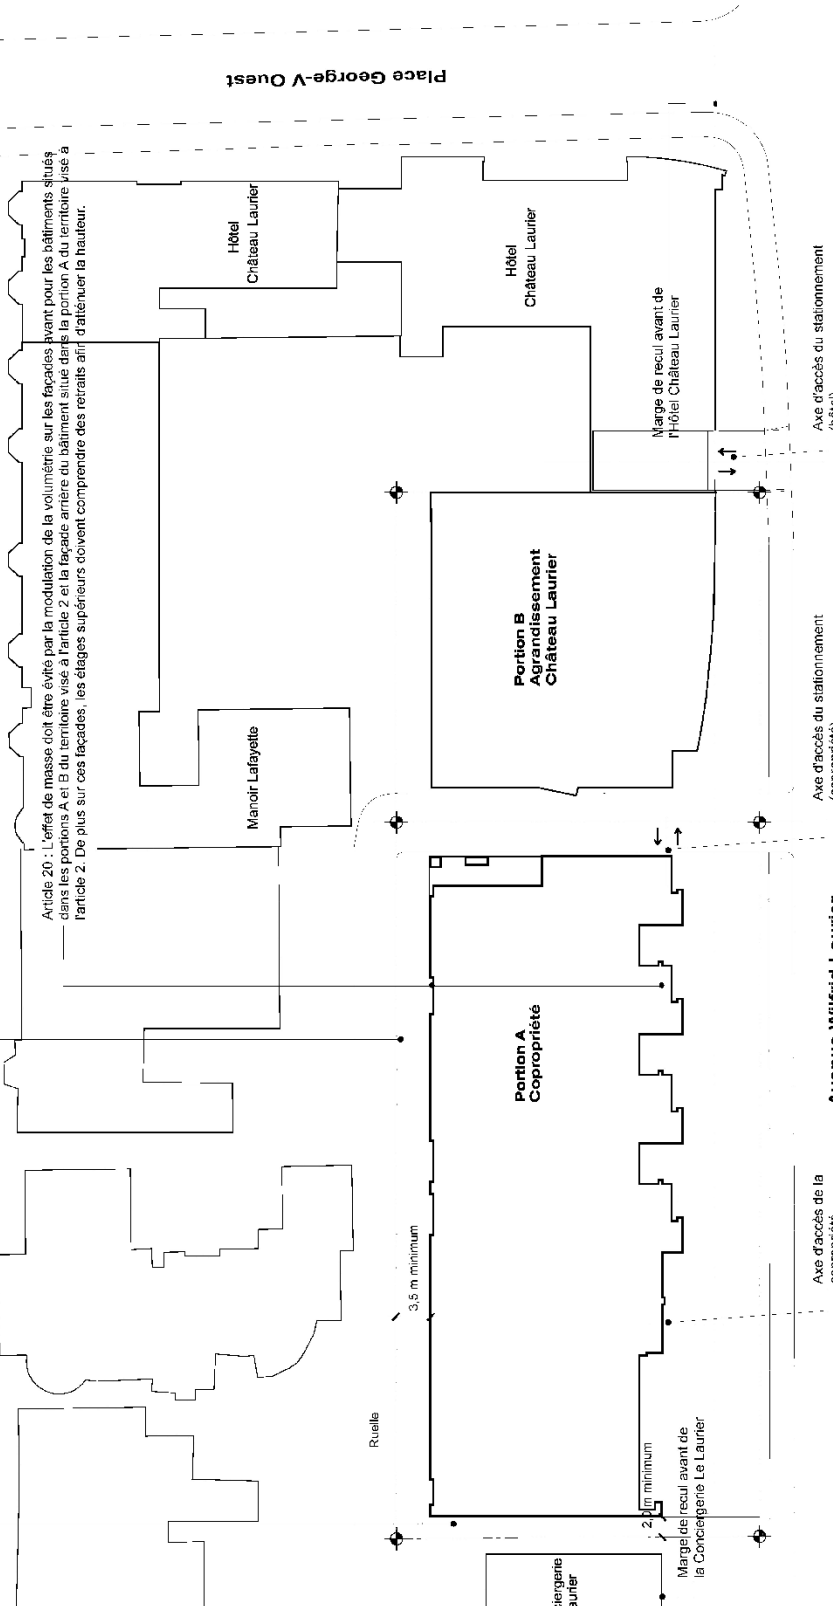 Place George-V Ouest
Article 20 : L'effet de masse doit être évité par la modulation de la volumétrie sur les façades avant pour les bâtiments situés
dans les portions A et B du territoire visé à l'article 2 et la façade arrière du bâtiment situé dans la portion A du territoire visé à
l'article 2. De plus sur ces façades, les étages supérieurs doivent comprendre des retraits afin d'atténuer la hauteur.
Hôtel
Château Laurier
Hôtel
Château Laurier
Marge de recul avant de
l'Hôtel Château Laurier
Axe d'accès du stationnement
(hôtel)
Portion B
Agrandissement
Château Laurier
Manoir Lafayette
Axe d'accès du stationnement
Portion A
Copropriété
Avenue Wilfrid-Laurier
3,5 m minimum
Axe d'accès de la
Ruelle
2,0 m minimum
Marge de recul avant de
la Conciergerie Le Laurier
ciergerie
aurier